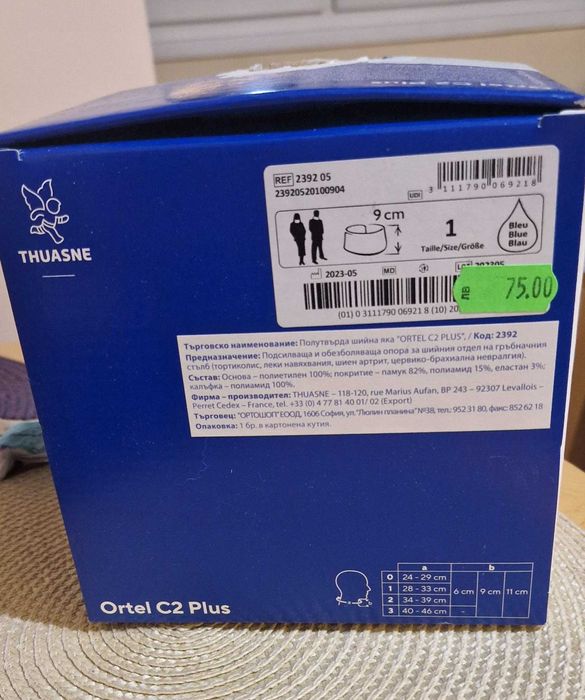 THUASNE
REF 2392 05
23920520100904
UDI
3 111790 069218
9 cm
1
Taille/Size/Größe
Bleu
Blue
Blau
2023-05
MD
(01) 0 3111790 06921 8 (10) 20
ЛВ 75.00
Търговско наименование: Полутвърда шийна яка "ORTEL C2 PLUS", / Код: 2392
Предназначение: Подсилваща и обезболяваща опора за шийния отдел на гръбначния
стълб (тортиколис, леки навяхвания, шиен артрит, цервико-брахиална невралгия).
Състав: Основа – полиетилен 100%; покритие – памук 82%, полиамид 15%, еластан 3%;
калъфка – полиамид 100%.
Фирма – производител: THUASNE – 118-120, rue Marius Aufan, BP 243 – 92307 Levallois –
Perret Cedex – France, tel. +33 (0) 4 77 81 40 01/ 02 (Export)
Търговец: "ОРТОШОП" ЕООД, 1606 София, ул. "Люлин планина" №38, тел.: 952 31 80, факс: 852 62 18
Опаковка: 1 бр. в картонена кутия.
Ortel C2 Plus
a b
0 24 - 29 cm
1 28 - 33 cm 6 cm 9 cm 11 cm
2 34 - 39 cm
3 40 - 46 cm -